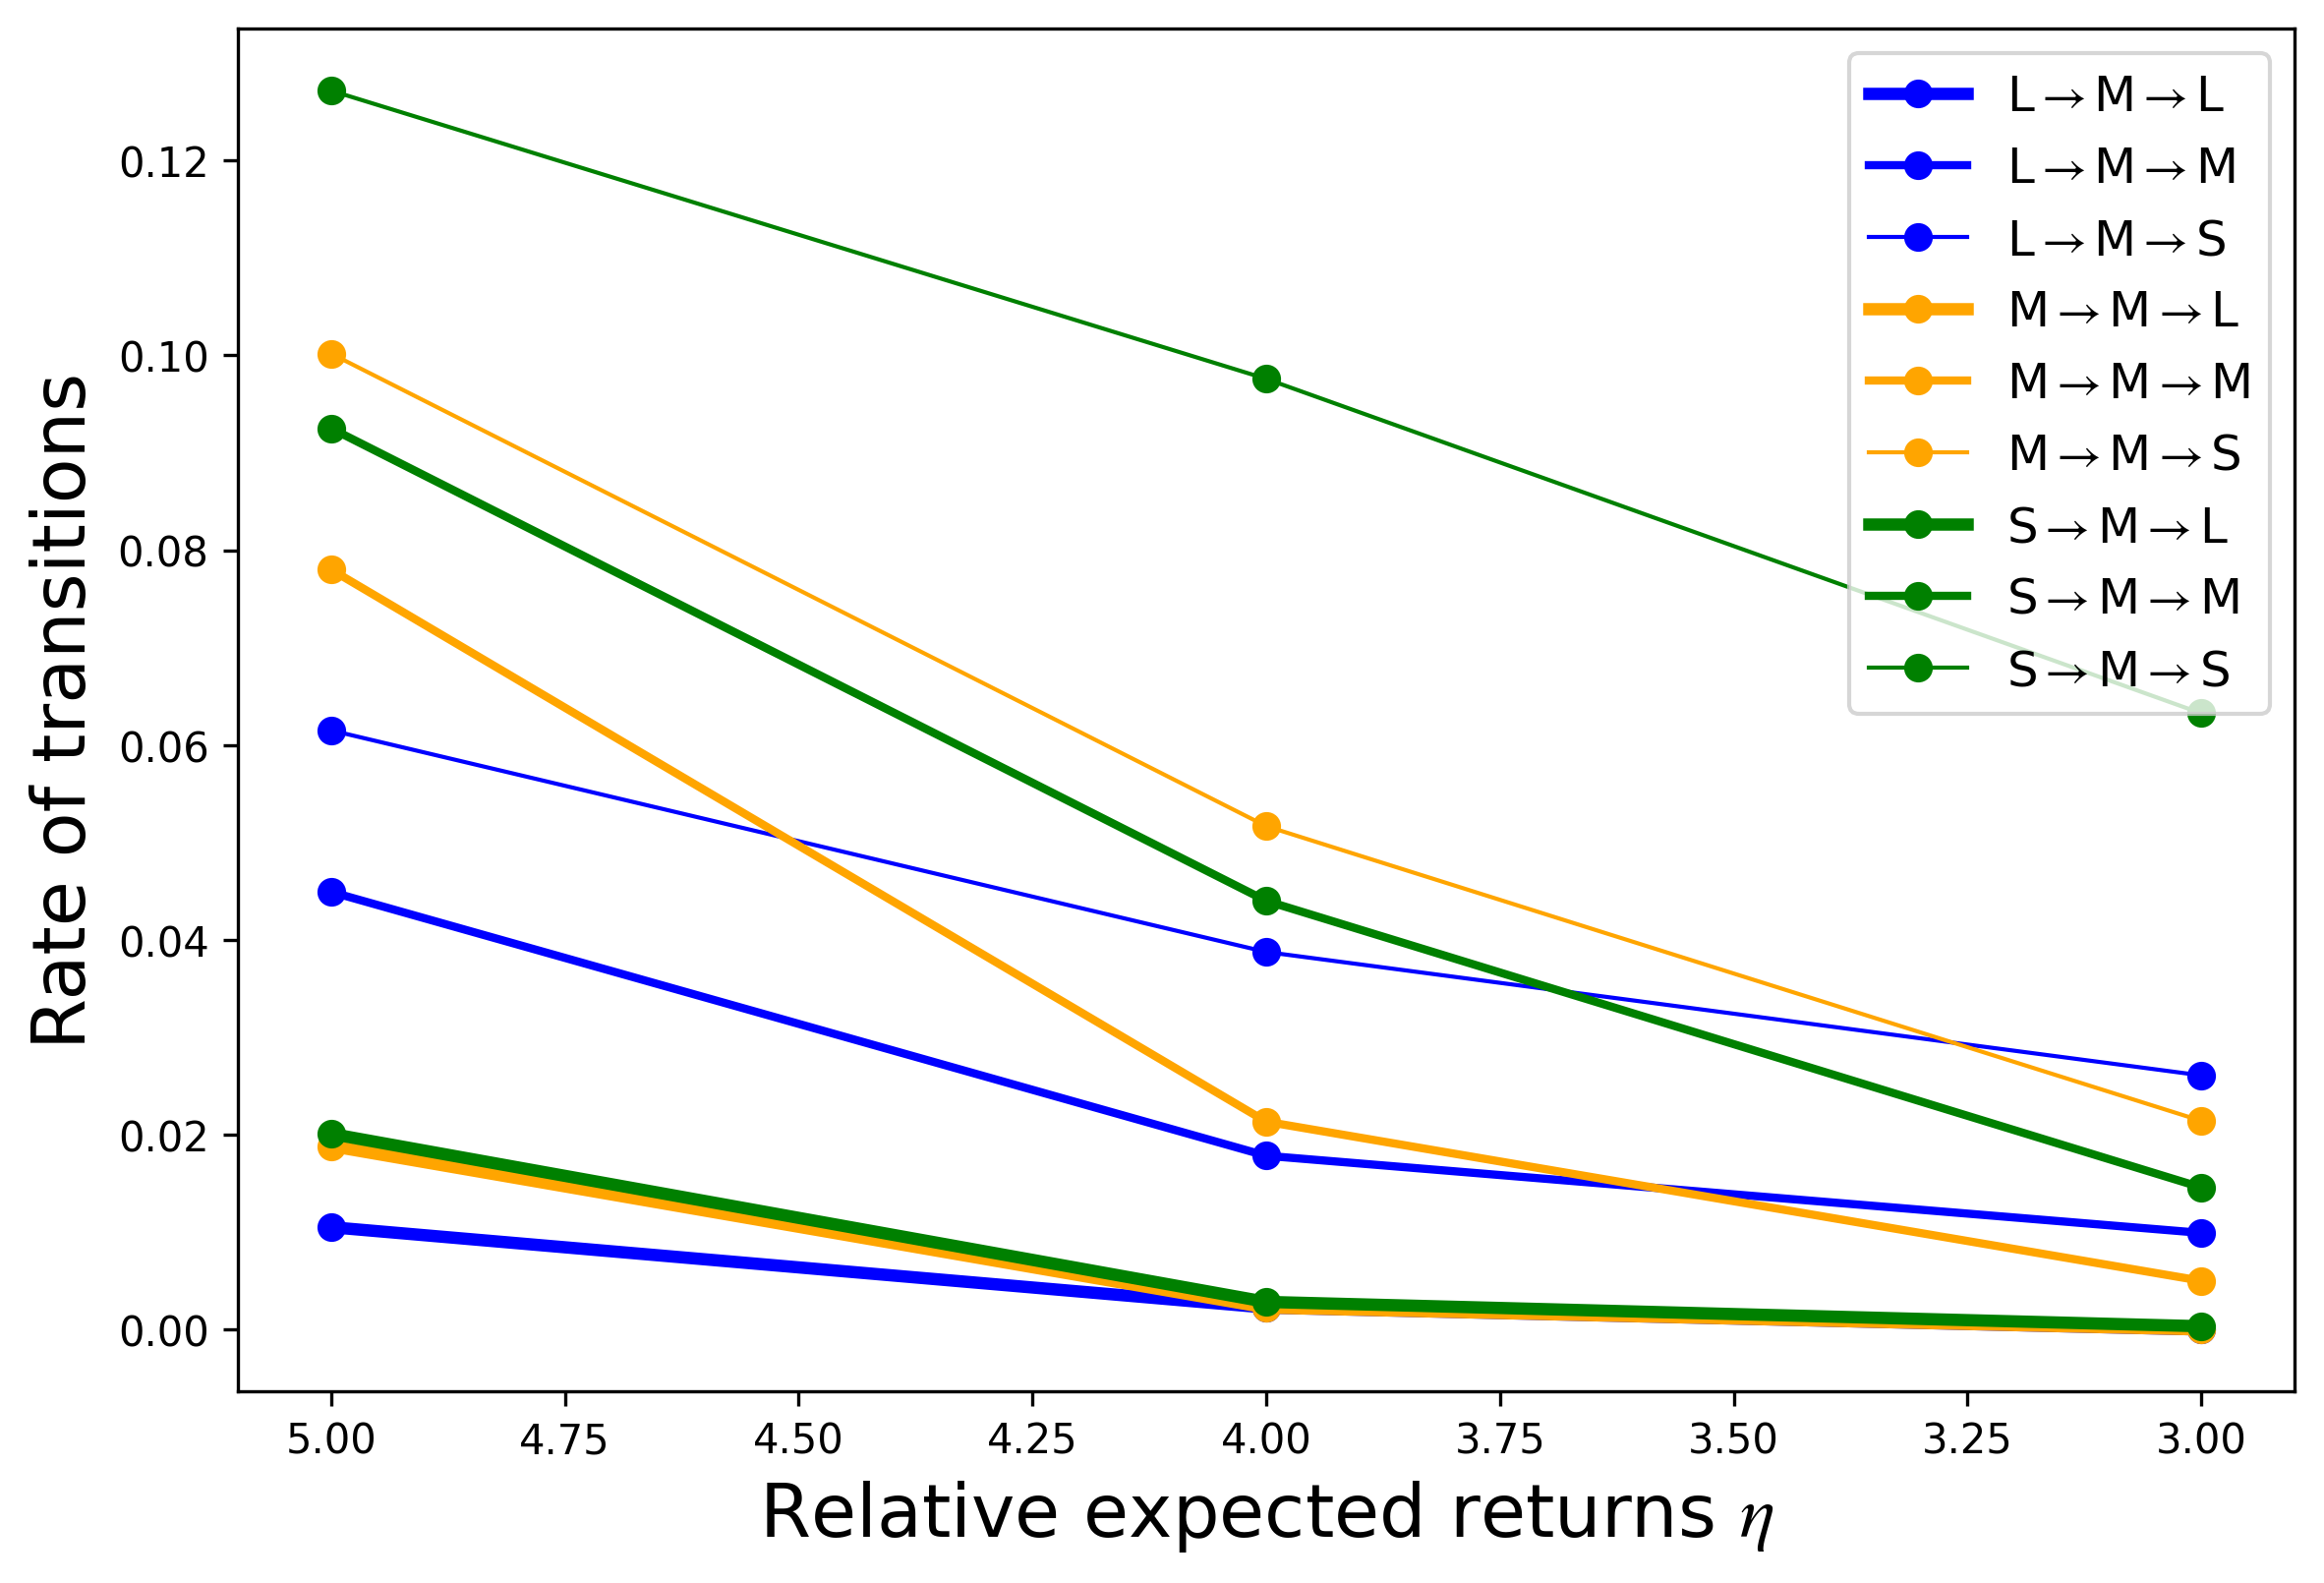 Rate of transitions
0.12
0.10
0.08
0.06
0.04
0.02
0.00
L→M→L
L→M→M
L→M→S
M→M→L
M→M→M
M→M→S
S→M→L
S→M→M
S→M→S
5.00 4.75 4.50 4.25 4.00 3.75 3.50 3.25 3.00
Relative expected returns η